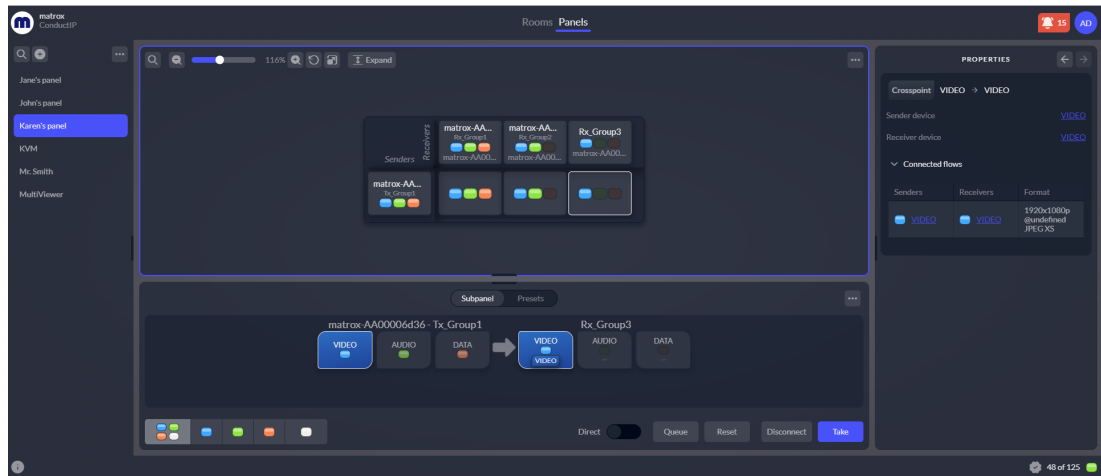 matrox
ConductIP
Rooms Panels
15 AD
Jane's panel
John's panel
Karen's panel
KVM
Mr. Smith
MultiViewer
116%
Expand
Receivers
Senders
matrox-AA...
Rx_Group1
matrox-AA00...
matrox-AA...
Rx_Group2
matrox-AA00...
Rx_Group3
matrox-AA00...
matrox-AA...
Tx_Group1
Subpanel Presets
matrox-AA00006d36 - Tx_Group1 Rx_Group3
VIDEO AUDIO DATA VIDEO AUDIO DATA
VIDEO
Direct Queue Reset Disconnect Take
PROPERTIES
Crosspoint VIDEO → VIDEO
Sender device VIDEO
Receiver device VIDEO
Connected flows
Senders Receivers Format
VIDEO VIDEO 1920x1080p
@undefined
JPEG XS
48 of 125